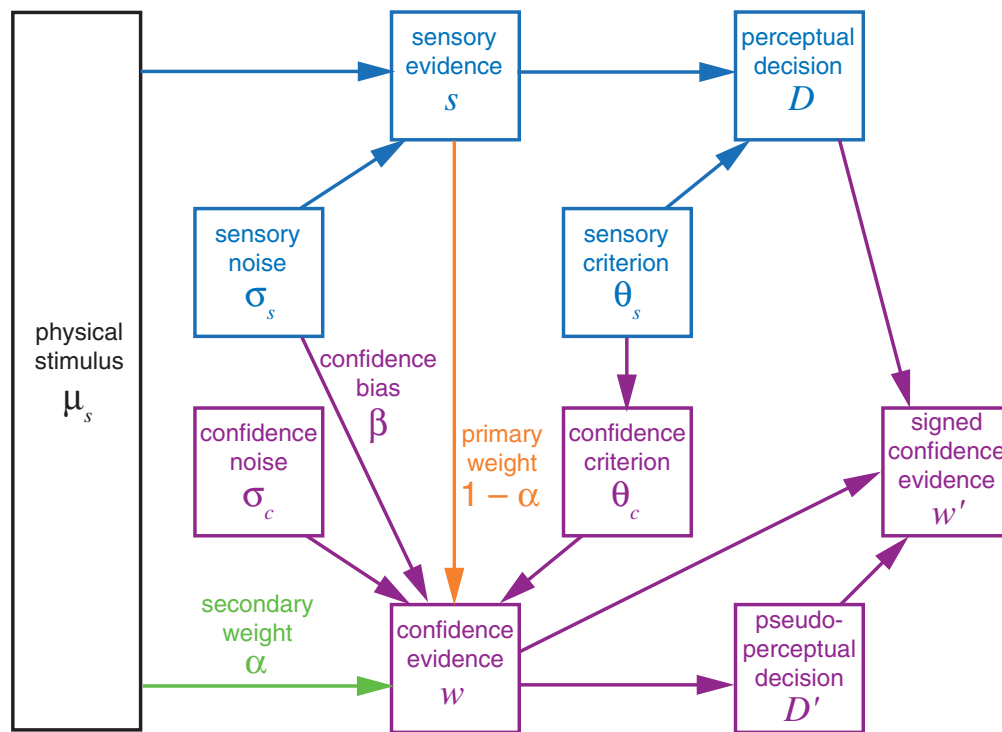 physical
stimulus
μs
sensory
evidence
s
perceptual
decision
D
sensory
noise
σs
sensory
criterion
θs
confidence
bias
β
confidence
noise
σc
primary
weight
1 − α
confidence
criterion
θc
signed
confidence
evidence
w'
secondary
weight
α
confidence
evidence
w
pseudo-
perceptual
decision
D'